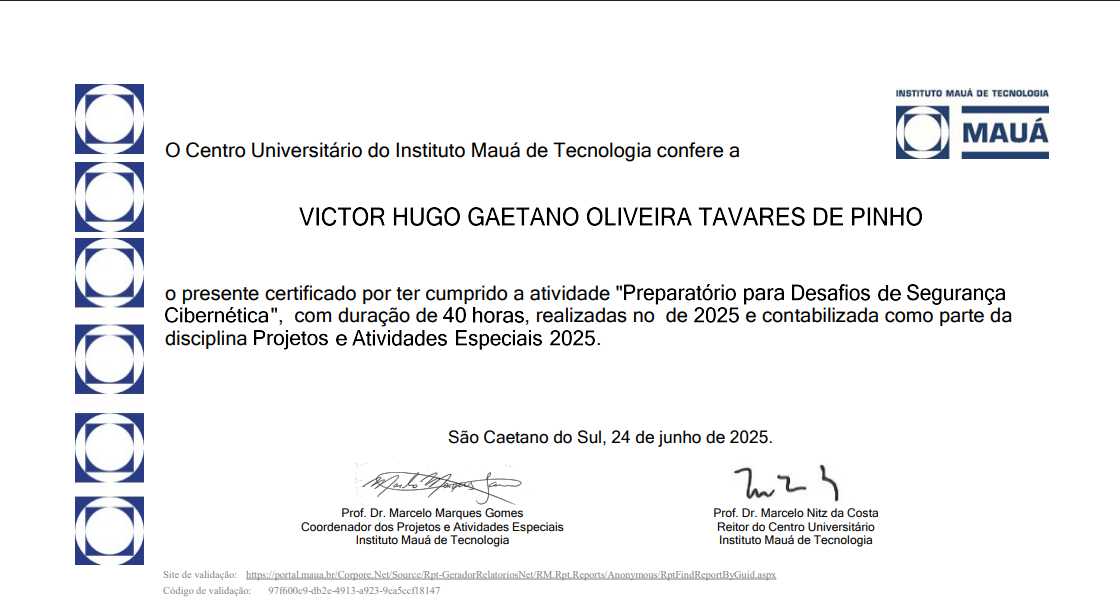 INSTITUTO MAUÁ DE TECNOLOGIA
MAUÁ
O Centro Universitário do Instituto Mauá de Tecnologia confere a
VICTOR HUGO GAETANO OLIVEIRA TAVARES DE PINHO
o presente certificado por ter cumprido a atividade "Preparatório para Desafios de Segurança
Cibernética", com duração de 40 horas, realizadas no de 2025 e contabilizada como parte da
disciplina Projetos e Atividades Especiais 2025.
São Caetano do Sul, 24 de junho de 2025.
Prof. Dr. Marcelo Marques Gomes
Coordenador dos Projetos e Atividades Especiais
Instituto Mauá de Tecnologia
Prof. Dr. Marcelo Nitz da Costa
Reitor do Centro Universitário
Instituto Mauá de Tecnologia
Site de validação: https://portal.maua.br/Corpore.Net/Source/Rpt-GeradorRelatoriosNet/RM.Rpt.Reports/Anonymous/RptFindReportByGuid.aspx
Código de validação: 97f600c9-db2e-4913-a923-9ca5ccf18147